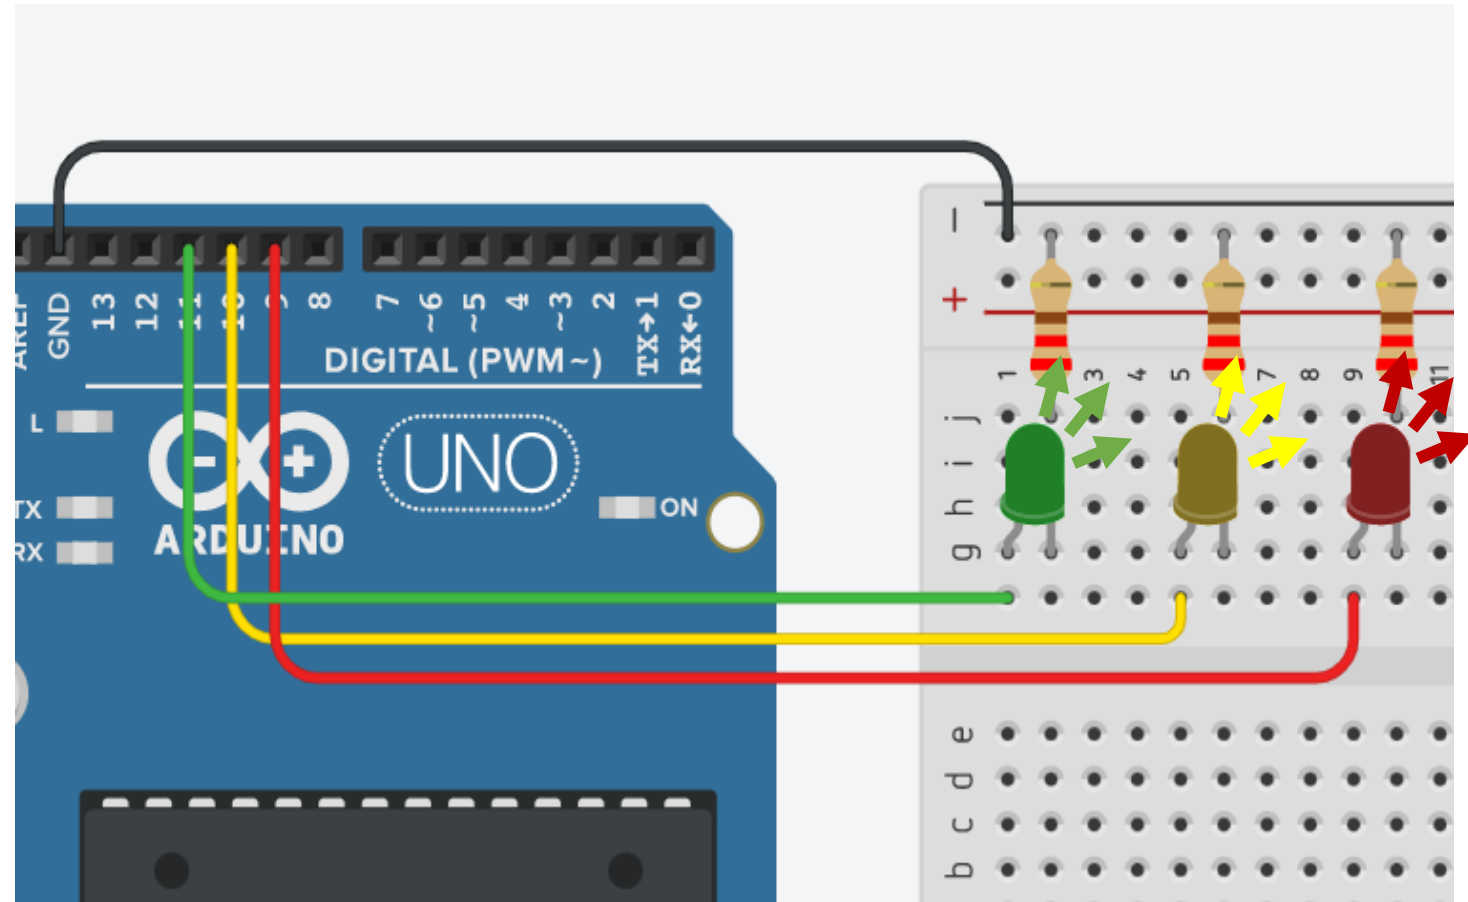 AREF
GND
13
12
11
10
9
8
7
~6
~5
4
~3
2
TX→1
RX←0
DIGITAL (PWM~)
L
TX
RX
- +
ARDUINO
UNO
ON
−
+
1
3
4
5
7
8
9
11
j
i
h
g
e
d
c
b